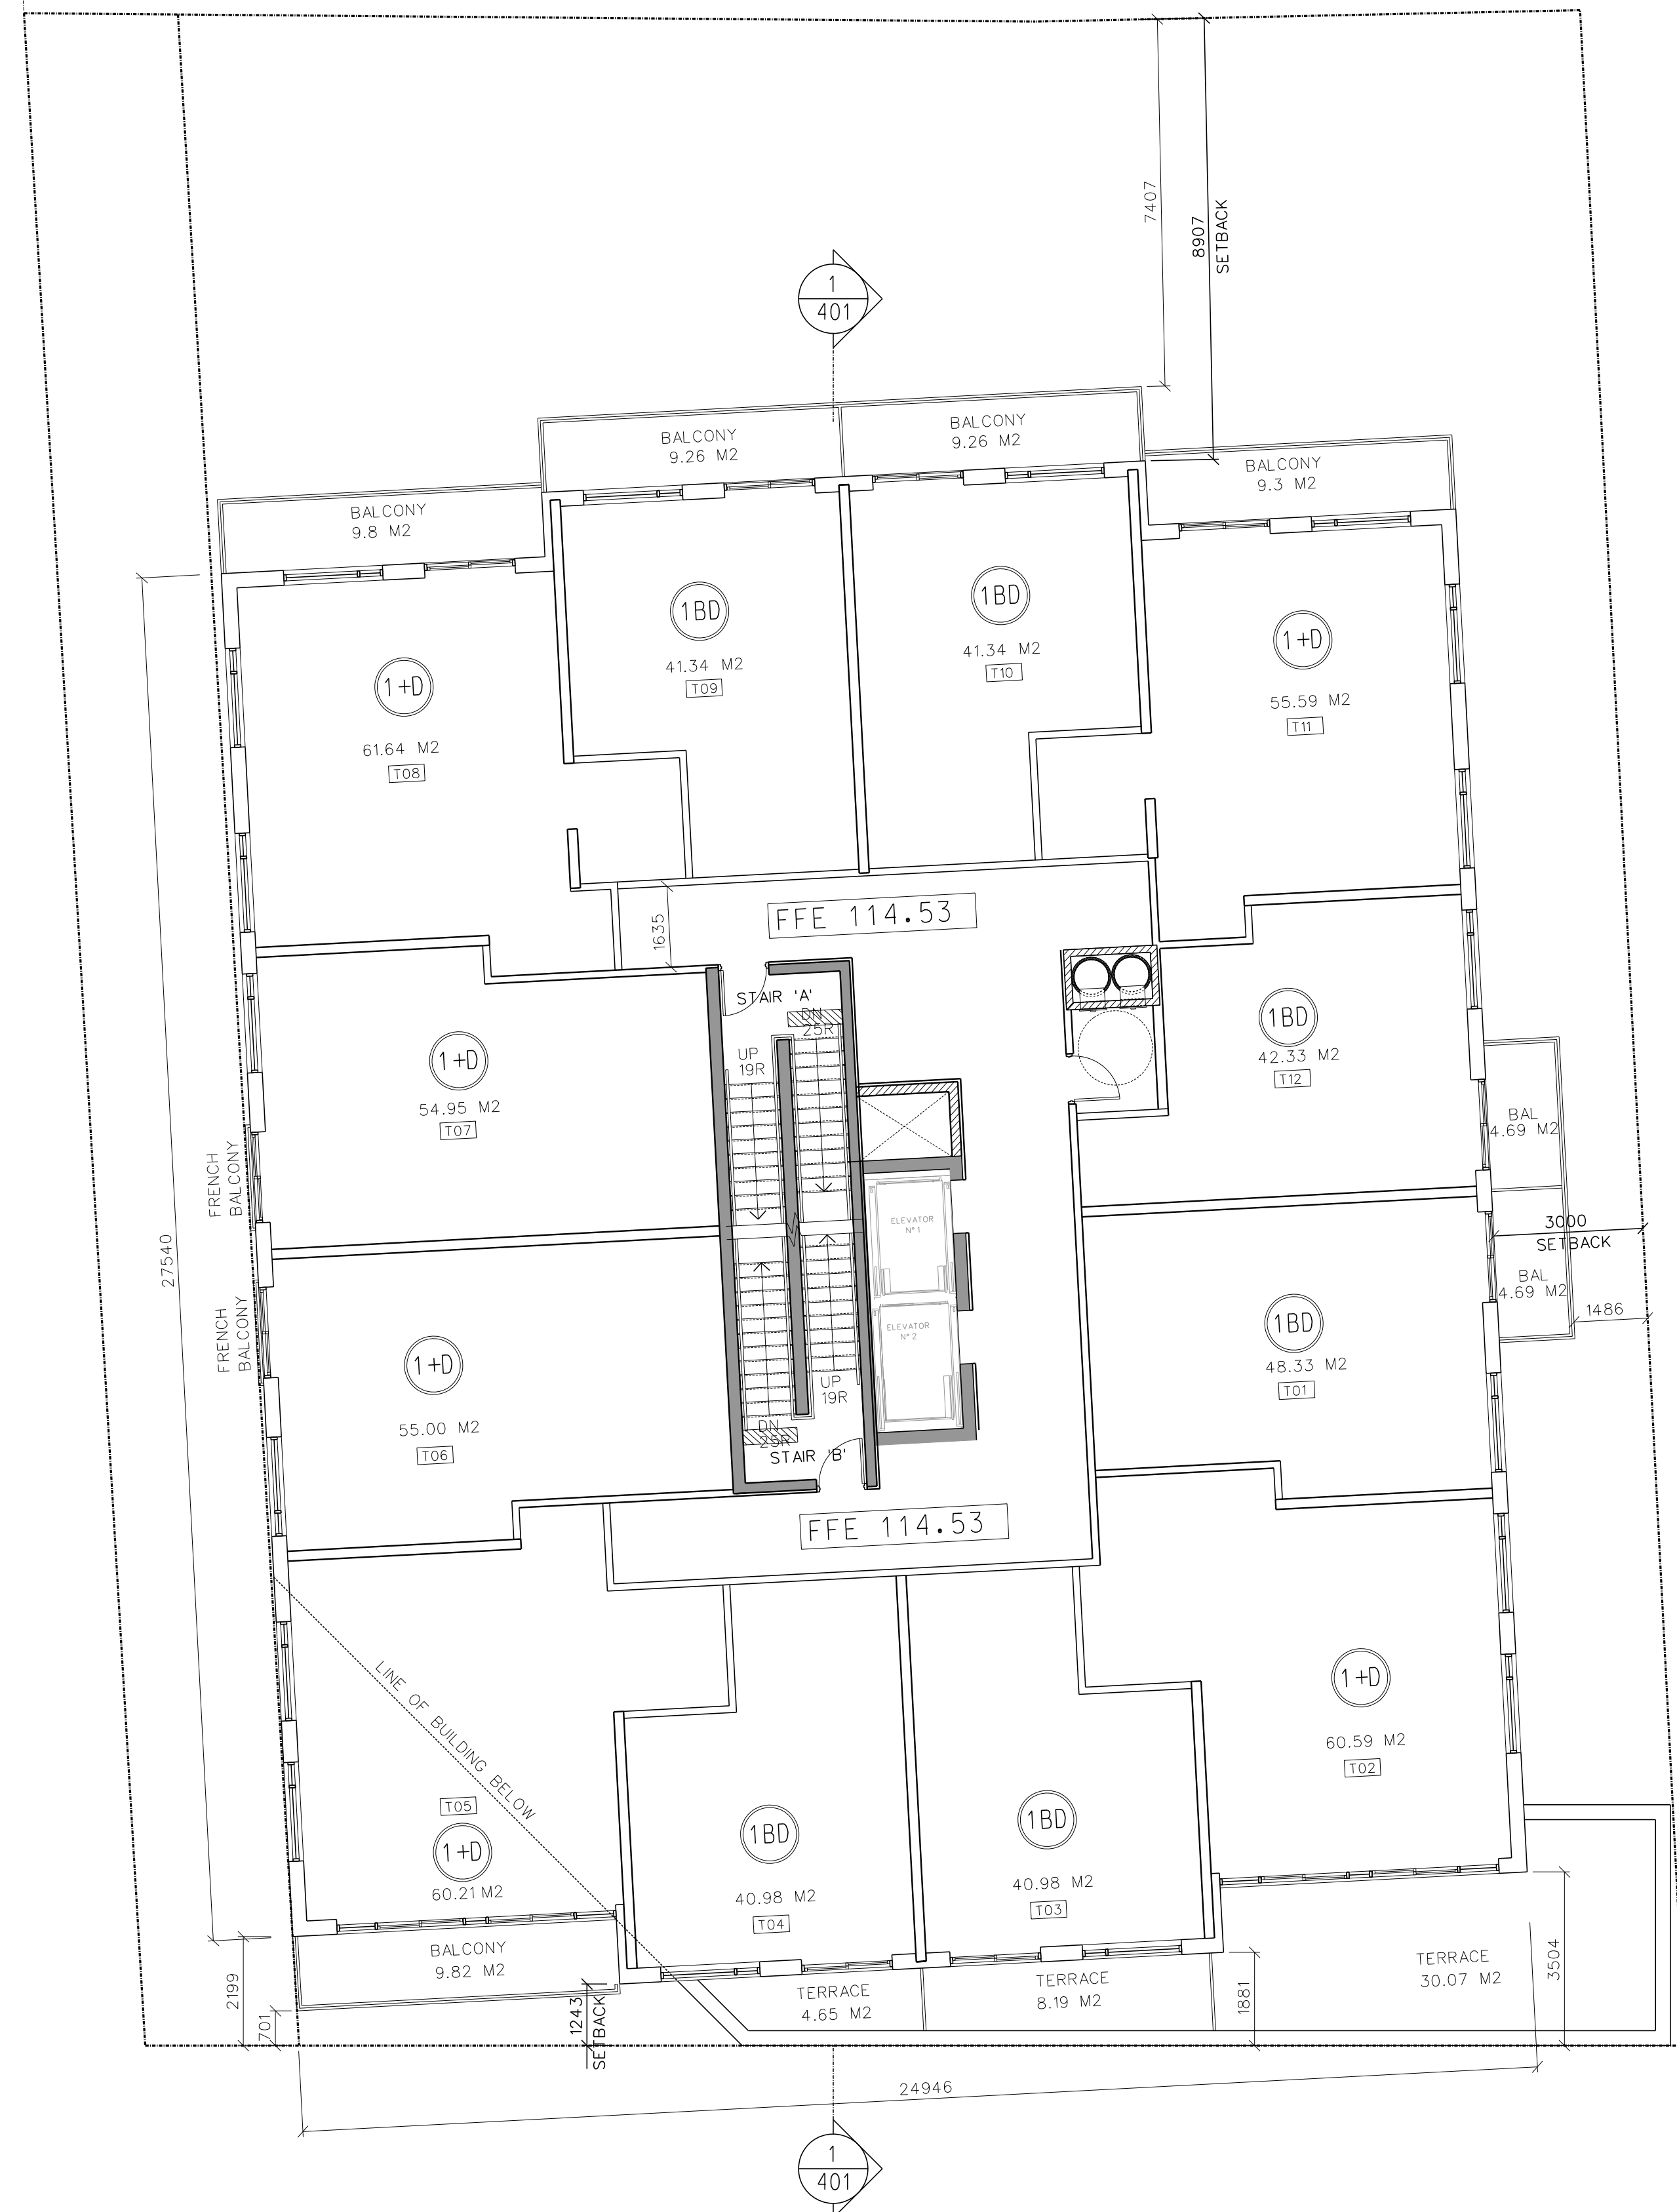 7407
8907
SETBACK
1
401
BALCONY
9.26 M2
BALCONY
9.26 M2
BALCONY
9.3 M2
BALCONY
9.8 M2
1BD
41.34 M2
T09
1BD
41.34 M2
T10
1+D
55.59 M2
T11
1+D
61.64 M2
T08
1635
FFE 114.53
STAIR 'A'
DN
25R
UP
19R
1+D
54.95 M2
T07
1BD
42.33 M2
T12
FRENCH
BALCONY
BAL
4.69 M2
ELEVATOR
N°1
3000
SETBACK
27540
BAL
4.69 M2
1486
FRENCH
BALCONY
ELEVATOR
N°2
1+D
55.00 M2
T06
1BD
48.33 M2
T01
UP
19R
DN
25R
STAIR 'B'
FFE 114.53
LINE OF BUILDING BELOW
1+D
60.59 M2
T02
T05
1+D
60.21 M2
1BD
40.98 M2
T04
1BD
40.98 M2
T03
BALCONY
9.82 M2
TERRACE
4.65 M2
TERRACE
8.19 M2
TERRACE
30.07 M2
2199
701
1243
SETBACK
1881
3504
24946
1
401